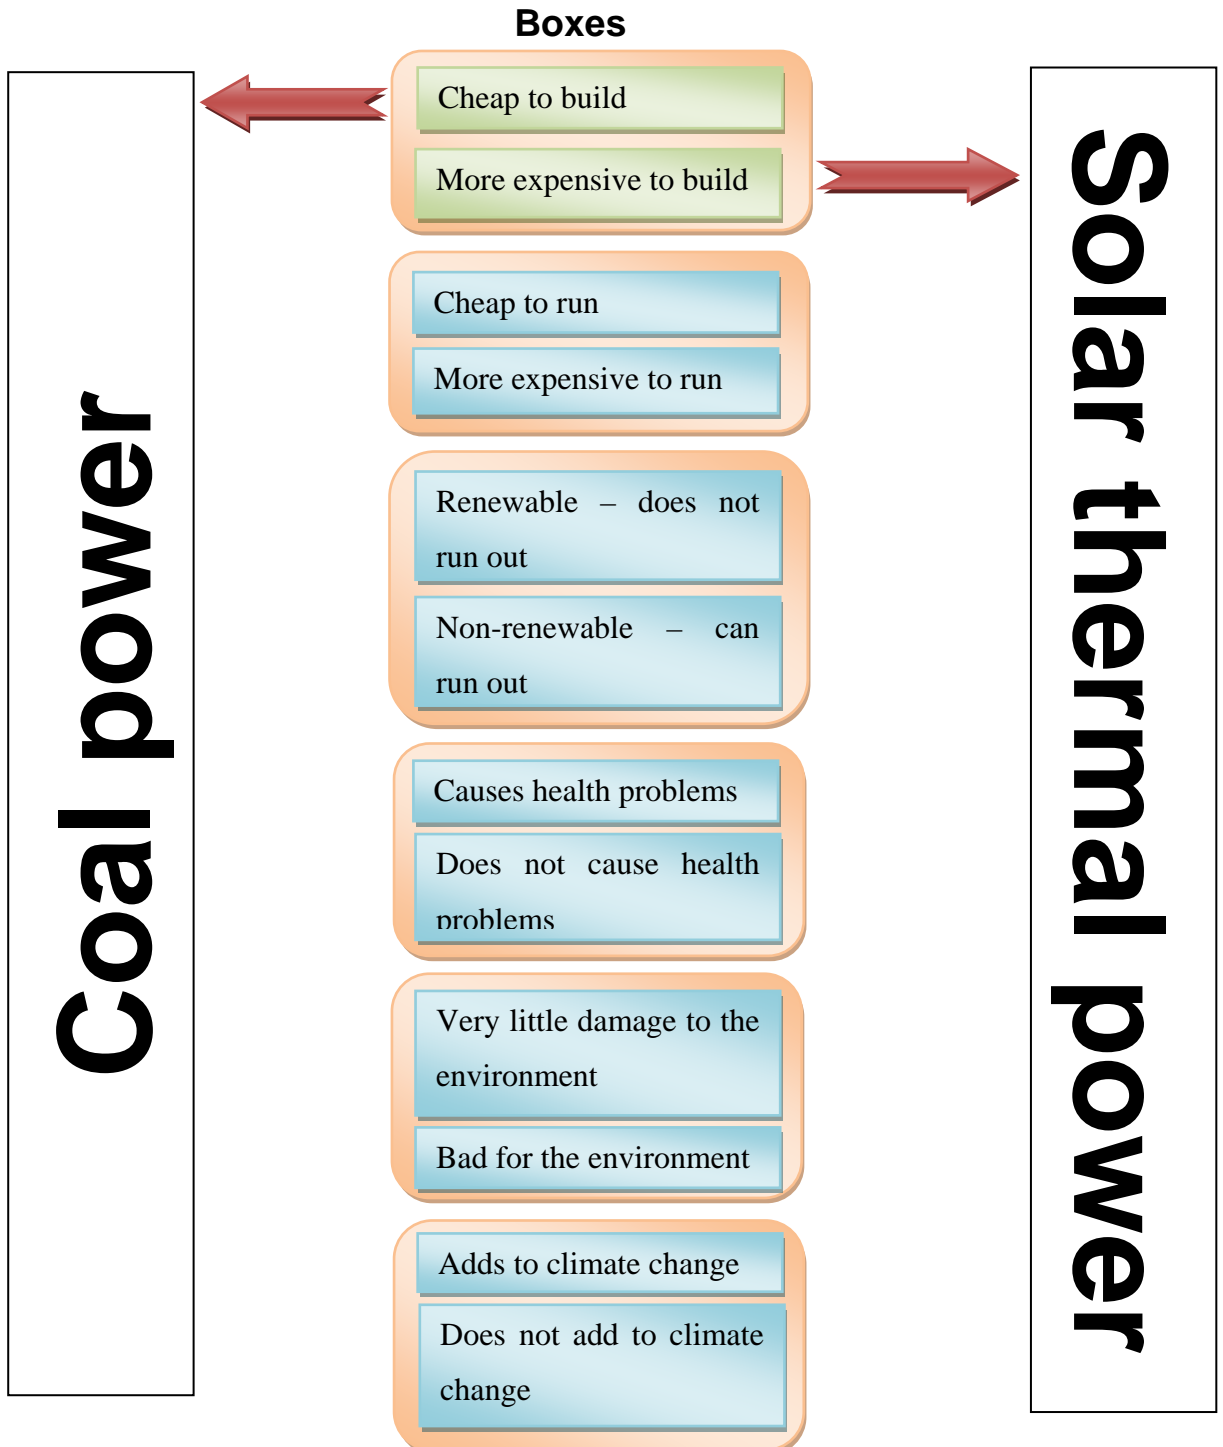 Boxes
Coal power
Cheap to build
More expensive to build
Cheap to run
More expensive to run
Renewable – does not
run out
Non-renewable – can
run out
Causes health problems
Does not cause health
problems
Very little damage to the
environment
Bad for the environment
Adds to climate change
Does not add to climate
change
Solar thermal power